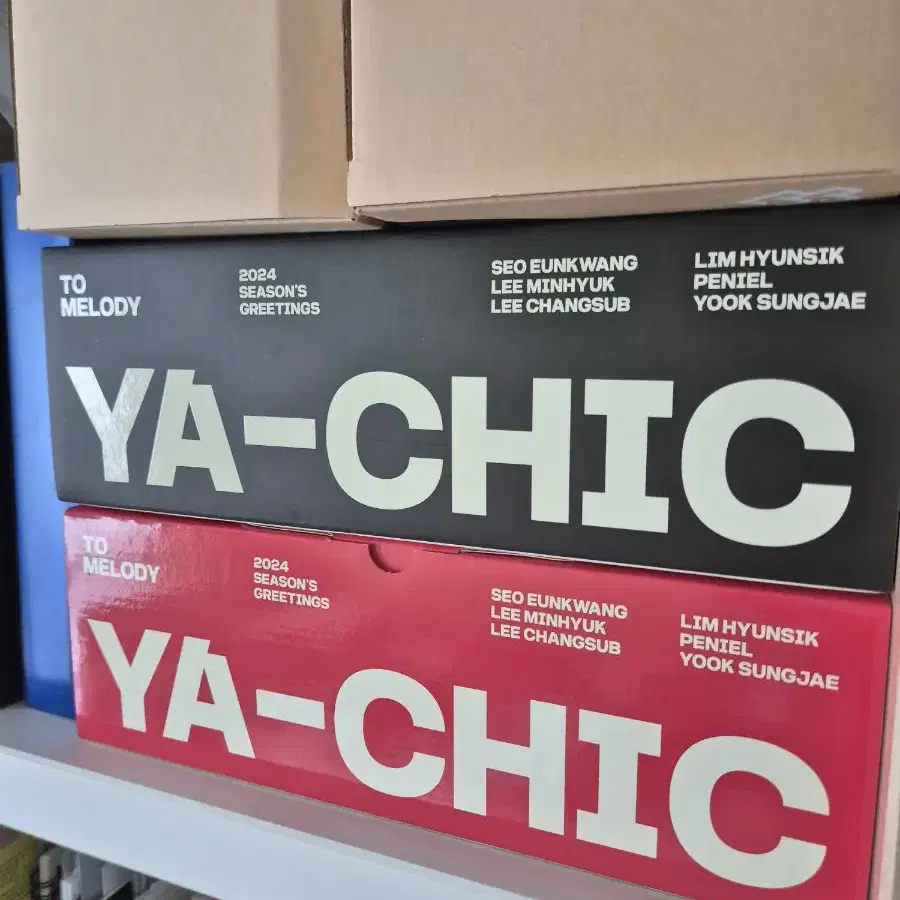 TO
MELODY
2024
SEASON'S
GREETINGS
SEO EUNKWANG
LEE MINHYUK
LEE CHANGSUB
LIM HYUNSIK
PENIEL
YOOK SUNGJAE
YA-CHIC
TO
MELODY
2024
SEASON'S
GREETINGS
SEO EUNKWANG
LEE MINHYUK
LEE CHANGSUB
LIM HYUNSIK
PENIEL
YOOK SUNGJAE
YA-CHIC